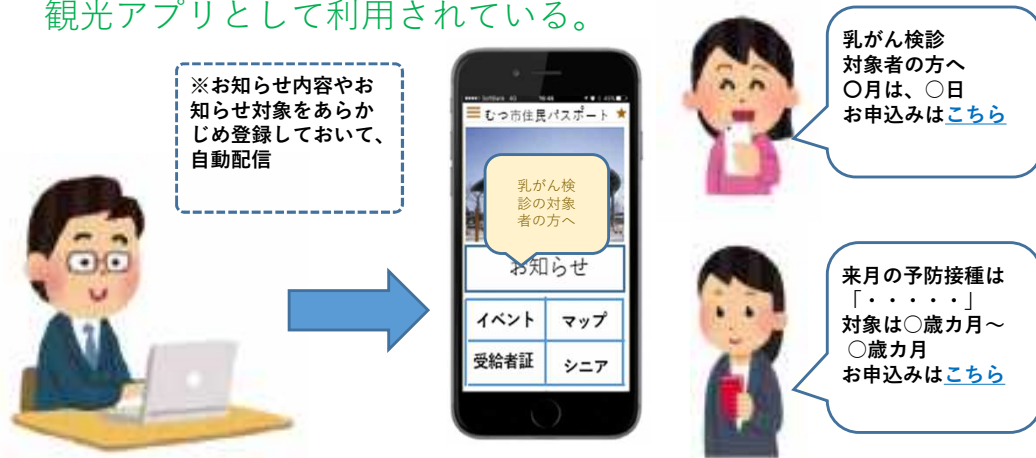 観光アプリとして利用されている。
※お知らせ内容やお
知らせ対象をあらか
じめ登録しておいて、
自動配信
むつ市住民パスポート
乳がん検
診の対象
者の方へ
お知らせ
イベント
マップ
受給者証
シニア
乳がん検診
対象者の方へ
〇月は、〇日
お申込みはこちら
来月の予防接種は
「・・・・・」
対象は〇歳カ月~
〇歳カ月
お申込みはこちら